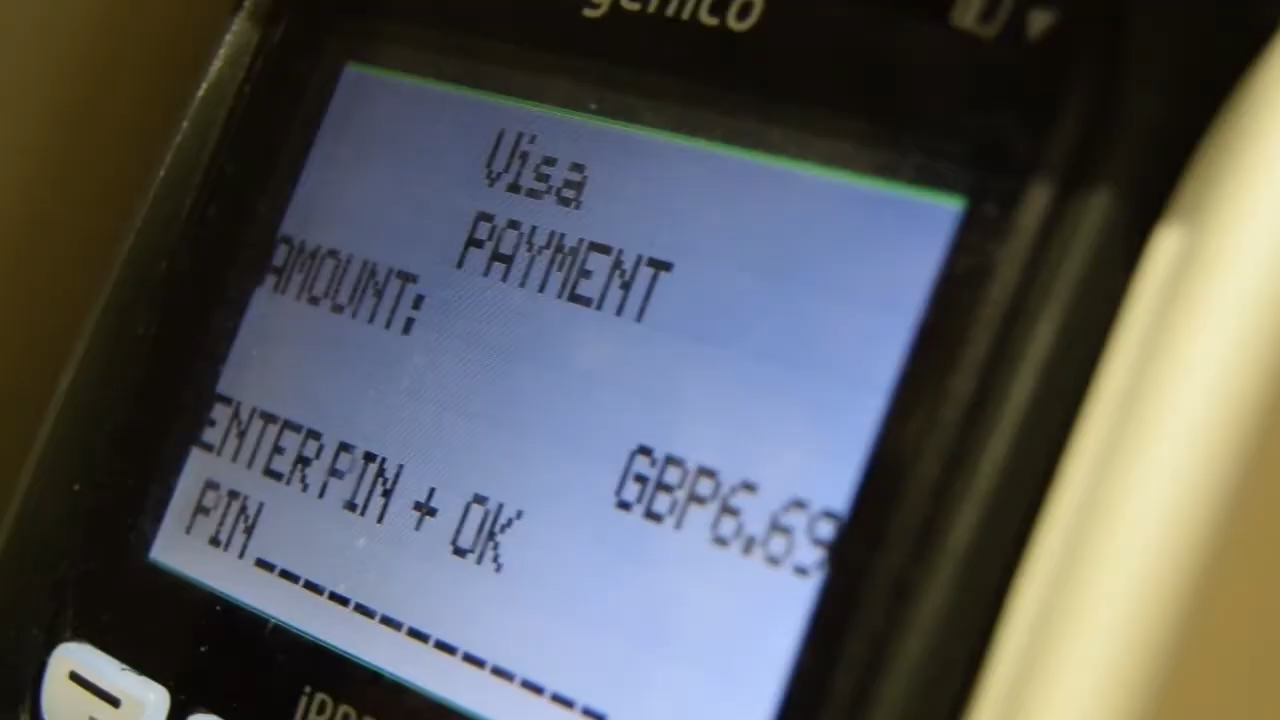 Visa
PAYMENT
AMOUNT:
GBP6.69
ENTER PIN + OK
PIN